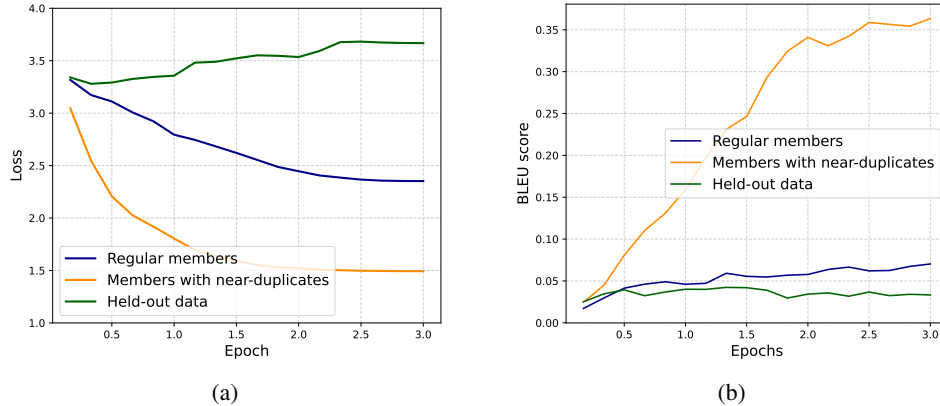 4.0
3.5
3.0
2.5
2.0
1.5
1.0
Loss
Regular members
Members with near-duplicates
Held-out data
0.5 1.0 1.5 2.0 2.5 3.0
Epoch
(a)
0.35
0.30
0.25
0.20
0.15
0.10
0.05
0.00
BLEU score
Regular members
Members with near-duplicates
Held-out data
0.5 1.0 1.5 2.0 2.5 3.0
Epochs
(b)